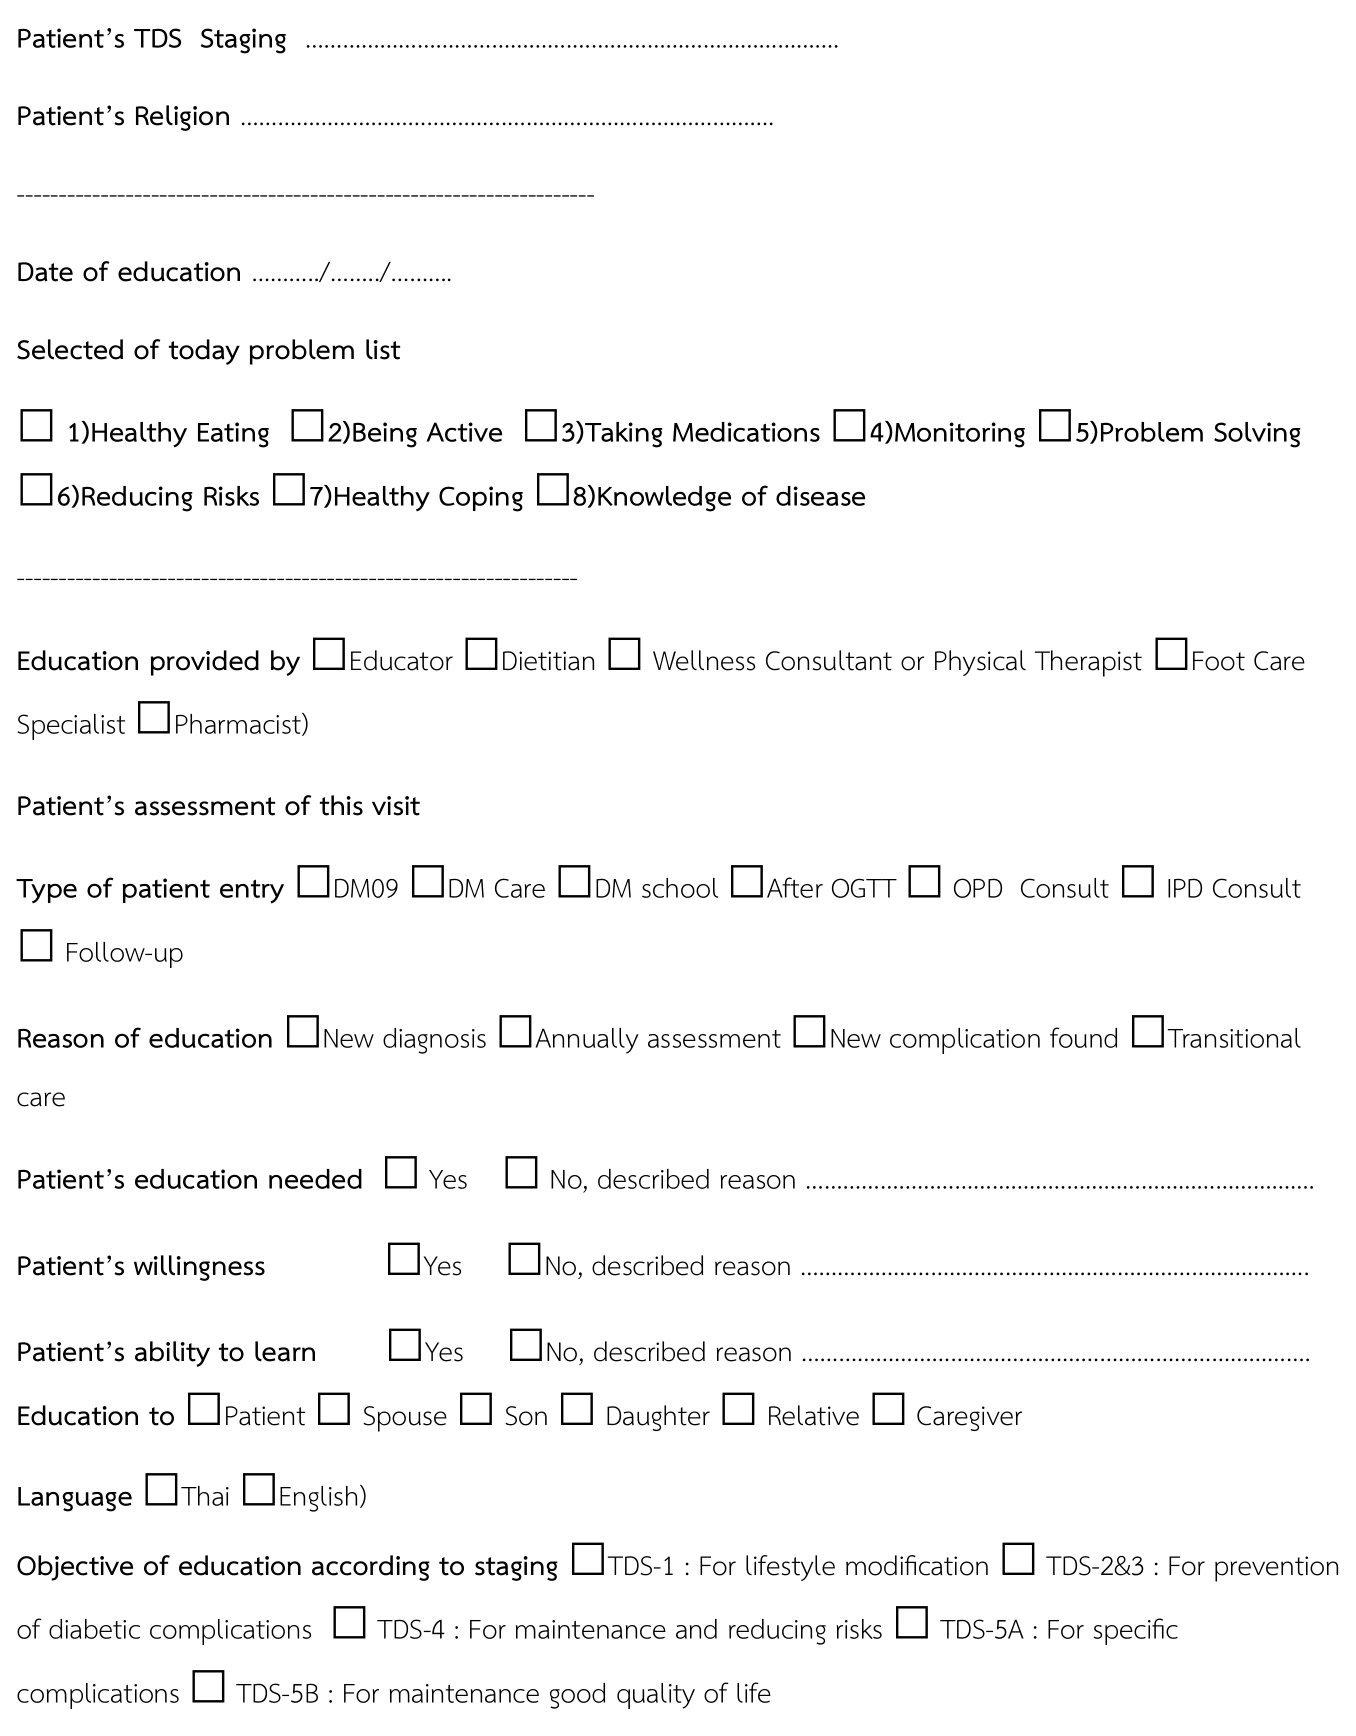 Patient’s TDS  Staging  ......................................................................................
Patient’s Religion ......................................................................................
---------------------------------------------------------------------
Date of education .........../......../..........
Selected of today problem list
☐ 1)Healthy Eating ☐2)Being Active ☐3)Taking Medications ☐4)Monitoring ☐5)Problem Solving
☐6)Reducing Risks ☐7)Healthy Coping ☐8)Knowledge of disease
-------------------------------------------------------------------
Education provided by ☐Educator ☐Dietitian ☐ Wellness Consultant or Physical Therapist ☐Foot Care
Specialist ☐Pharmacist)
Patient’s assessment of this visit
Type of patient entry ☐DM09 ☐DM Care ☐DM school ☐After OGTT ☐ OPD  Consult ☐ IPD Consult
☐ Follow-up
Reason of education ☐New diagnosis ☐Annually assessment ☐New complication found ☐Transitional
care
Patient’s education needed ☐ Yes ☐ No, described reason ..................................................................................
Patient’s willingness ☐Yes ☐No, described reason ..................................................................................
Patient’s ability to learn ☐Yes ☐No, described reason ..................................................................................
Education to ☐Patient ☐ Spouse ☐ Son ☐ Daughter ☐ Relative ☐ Caregiver
Language ☐Thai ☐English)
Objective of education according to staging ☐TDS-1 : For lifestyle modification ☐ TDS-2&3 : For prevention
of diabetic complications ☐ TDS-4 : For maintenance and reducing risks ☐ TDS-5A : For specific
complications ☐ TDS-5B : For maintenance good quality of life